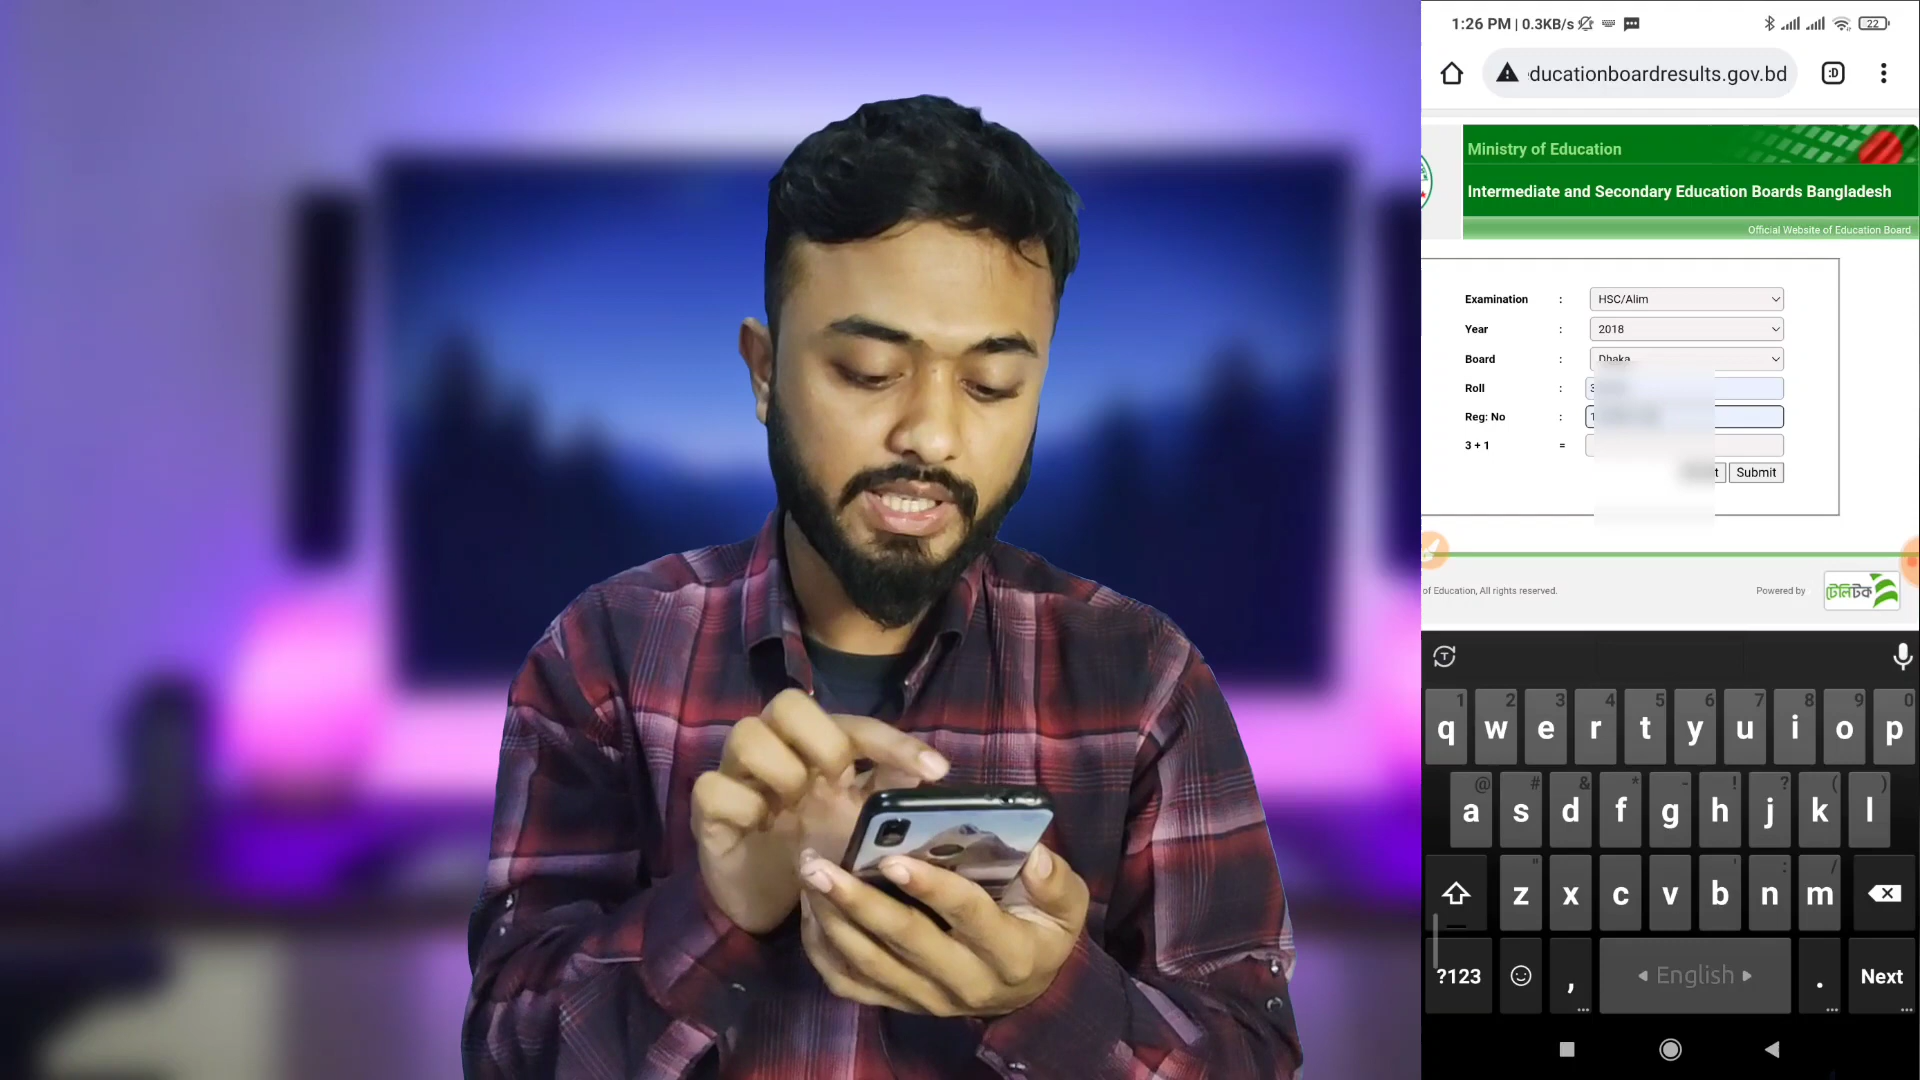 1:26 PM | 0.3KB/s
22
ducationboardresults.gov.bd
:D
Ministry of Education
Intermediate and Secondary Education Boards Bangladesh
Official Website of Education Board
Examination : HSC/Alim
Year : 2018
Board : Dhaka
Roll : 3
Reg: No : 1
3 + 1 =
t Submit
of Education, All rights reserved.
Powered by টেলিটক
T
1 2 3 4 5 6 7 8 9 0
q w e r t y u i o p
@ # & * - ! ? ( )
a s d f g h j k l
" ' : /
z x c v b n m
?123 , English . Next